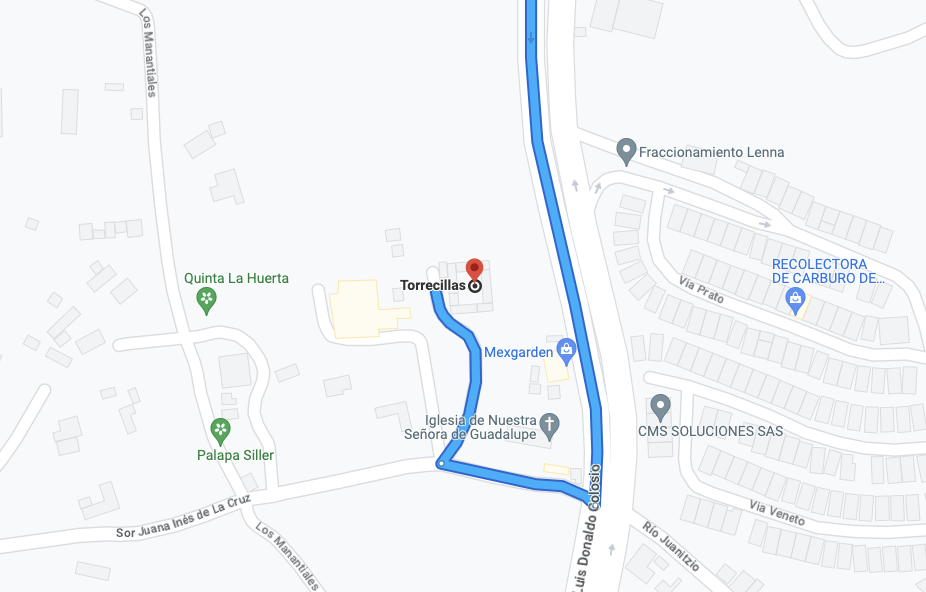 Los Manantiales
Fraccionamiento Lenna
Quinta La Huerta
Torrecillas
RECOLECTORA
DE CARBURO DE...
Via Prato
Mexgarden
Iglesia de Nuestra
Señora de Guadalupe
CMS SOLUCIONES SAS
Palapa Siller
Sor Juana Inés de La Cruz
Los Manantiales
Luis Donaldo Colosio
Río Juanitzio
Via Veneto